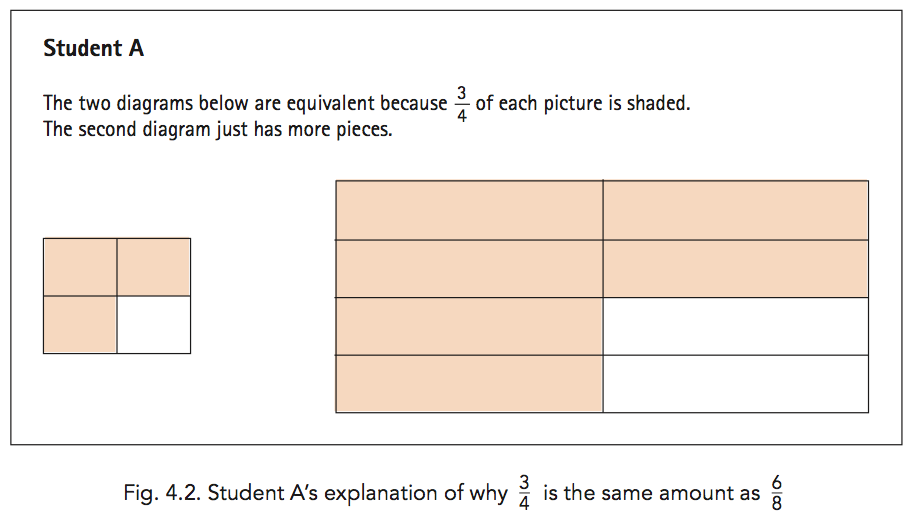 Student A
The two diagrams below are equivalent because 3/4 of each picture is shaded.
The second diagram just has more pieces.
Fig. 4.2. Student A’s explanation of why 3/4 is the same amount as 6/8